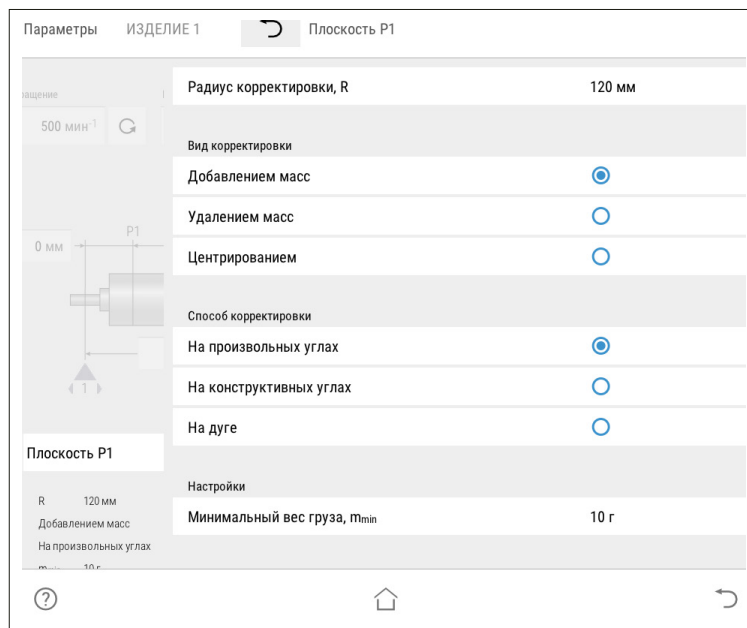 Параметры ИЗДЕЛИЕ 1 Плоскость P1
Радиус корректировки, R 120 мм
500 мин⁻¹
Вид корректировки
Добавлением масс
Удалением масс
P1
0 мм
Центрированием
Способ корректировки
На произвольных углах
1
На конструктивных углах
На дуге
Плоскость P1
Настройки
R 120 мм
Минимальный вес груза, mmin 10 г
Добавлением масс
На произвольных углах